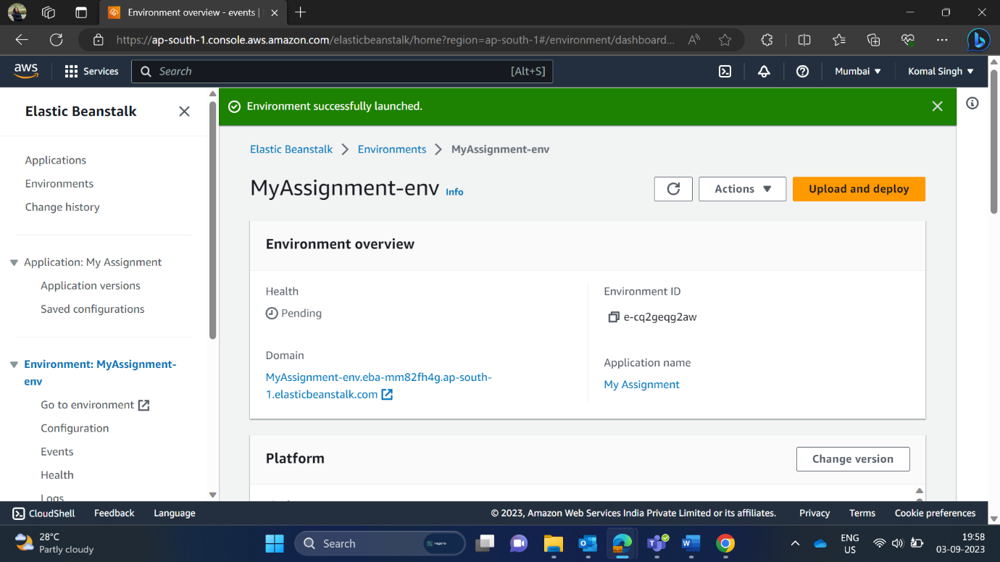 Environment overview - events |
https://ap-south-1.console.aws.amazon.com/elasticbeanstalk/home?region=ap-south-1#/environment/dashboard...
aws
Services
Search
[Alt+S]
Mumbai
Komal Singh
Elastic Beanstalk
Applications
Environments
Change history
Application: My Assignment
Application versions
Saved configurations
Environment: MyAssignment-
env
Go to environment
Configuration
Events
Health
Logs
Environment successfully launched.
Elastic Beanstalk > Environments > MyAssignment-env
MyAssignment-env Info
Actions
Upload and deploy
Environment overview
Health
Pending
Domain
MyAssignment-env.eba-mm82fh4g.ap-south-
1.elasticbeanstalk.com
Environment ID
e-cq2geqg2aw
Application name
My Assignment
Platform
Change version
CloudShell
Feedback
Language
© 2023, Amazon Web Services India Private Limited or its affiliates.
Privacy
Terms
Cookie preferences
28°C
Partly cloudy
Search
ENG
US
19:58
03-09-2023